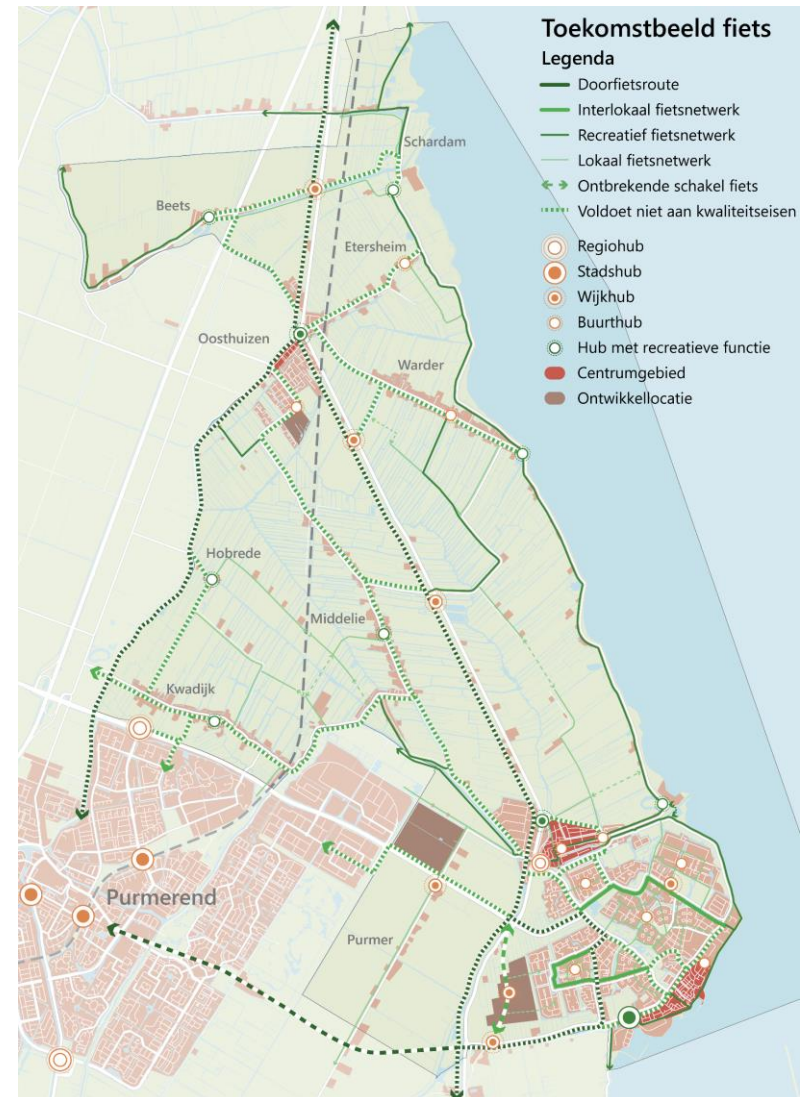 Toekomstbeeld fiets
Legenda
Doorfietsroute
Interlokaal fietsnetwerk
Recreatief fietsnetwerk
Lokaal fietsnetwerk
Ontbrekende schakel fiets
Voldoet niet aan kwaliteitseisen
Regiohub
Stadshub
Wijkhub
Buurthub
Hub met recreatieve functie
Centrumgebied
Ontwikkellocatie
Schardam
Beets
Etersheim
Oosthuizen
Warder
Hobrede
Middelie
Kwadijk
Purmerend
Purmer